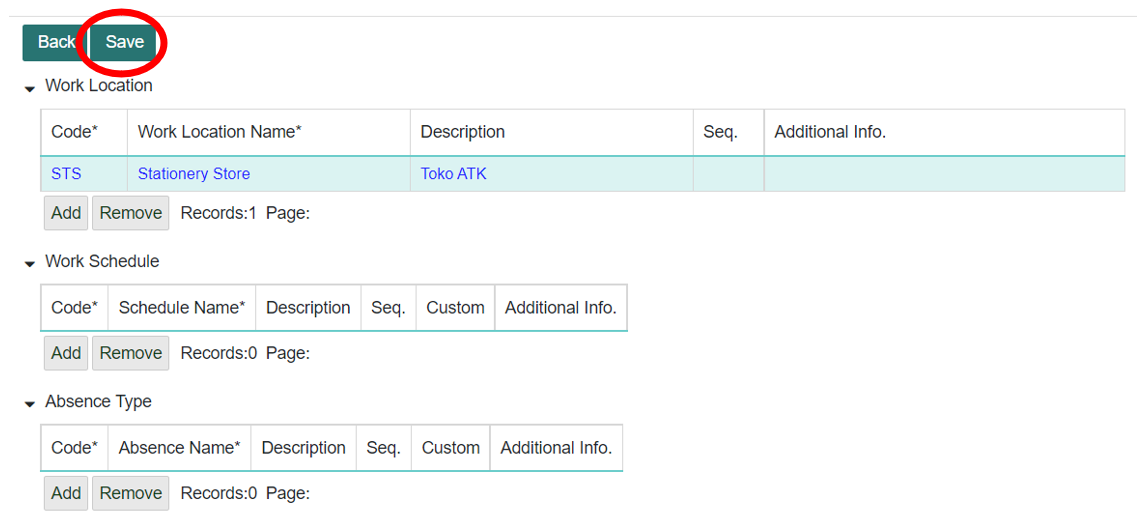 Back Save
Work Location
Code* Work Location Name* Description Seq. Additional Info.
STS Stationery Store Toko ATK
Add Remove Records:1 Page:
Work Schedule
Code* Schedule Name* Description Seq. Custom Additional Info.
Add Remove Records:0 Page:
Absence Type
Code* Absence Name* Description Seq. Custom Additional Info.
Add Remove Records:0 Page: